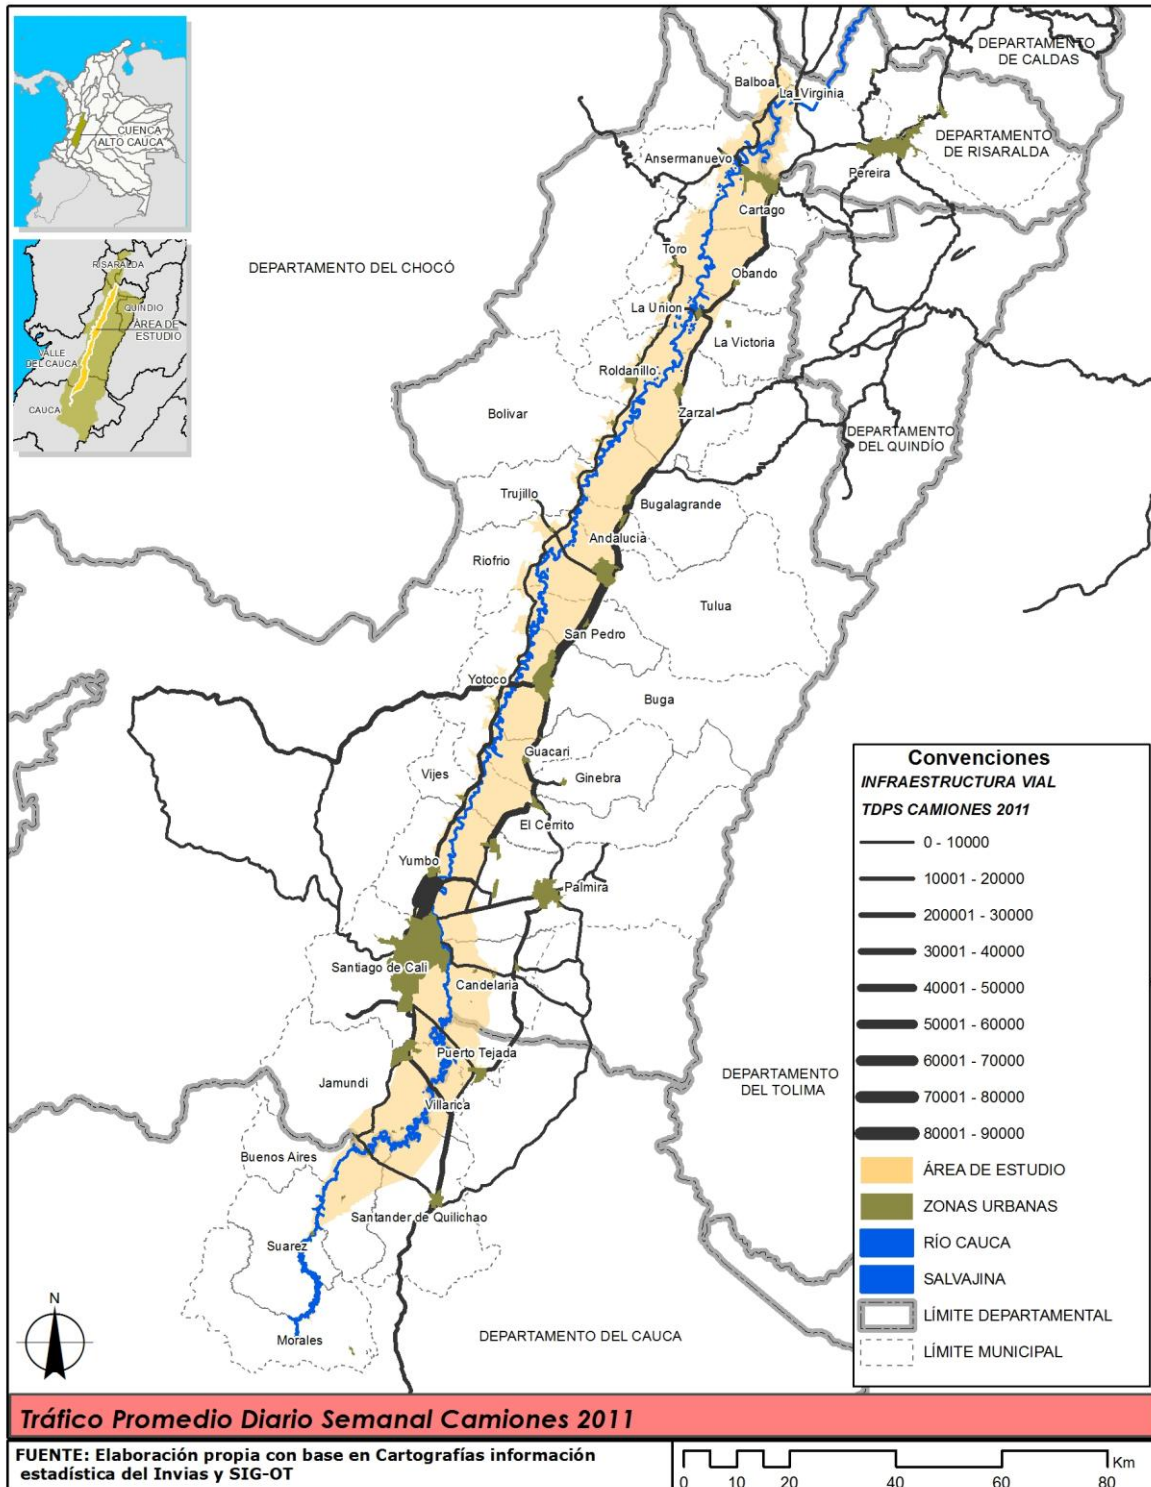 CUENCA
ALTO CAUCA
RISARALDA
QUINDIO
ÁREA DE
ESTUDIO
VALLE
DEL CAUCA
CAUCA
DEPARTAMENTO
DE CALDAS
Balboa
La_Virginia
DEPARTAMENTO
DE RISARALDA
Ansermanuevo
Pereira
Cartago
Toro
DEPARTAMENTO DEL CHOCÓ
Obando
La Union
La Victoria
Roldanillo
Bolivar
Zarzal
DEPARTAMENTO
DEL QUINDÍO
Trujillo
Bugalagrande
Andalucia
Riofrio
Tulua
San Pedro
Yotoco
Buga
Guacari
Vijes
Ginebra
El Cerrito
Yumbo
Palmira
Santiago de Cali
Candelaria
Puerto Tejada
Jamundi
DEPARTAMENTO
DEL TOLIMA
Villarica
Buenos Aires
Santander de Quilichao
Suarez
Morales
DEPARTAMENTO DEL CAUCA
N
Convenciones
INFRAESTRUCTURA VIAL
TDPS CAMIONES 2011
0 - 10000
10001 - 20000
200001 - 30000
30001 - 40000
40001 - 50000
50001 - 60000
60001 - 70000
70001 - 80000
80001 - 90000
ÁREA DE ESTUDIO
ZONAS URBANAS
RÍO CAUCA
SALVAJINA
LÍMITE DEPARTAMENTAL
LÍMITE MUNICIPAL
Tráfico Promedio Diario Semanal Camiones 2011
FUENTE: Elaboración propia con base en Cartografías información
estadística del Invias y SIG-OT
Km
0 10 20 40 60 80